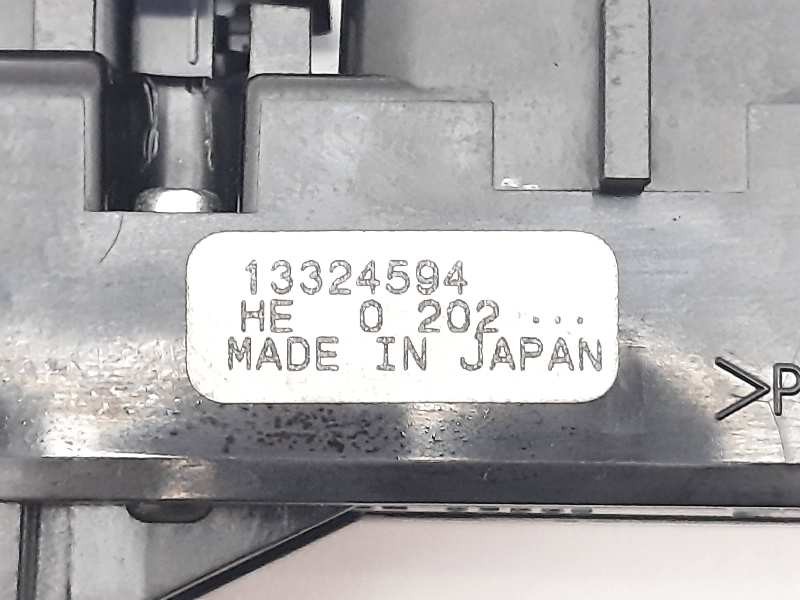 13324594
HE 0 202 ...
MADE IN JAPAN
>P